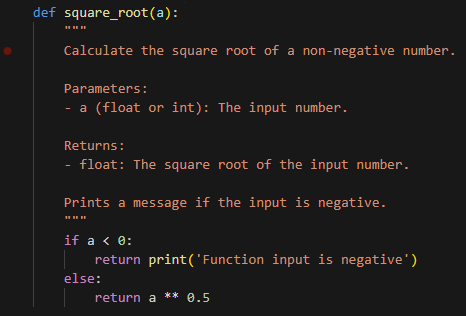 def square_root(a):
"""
Calculate the square root of a non-negative number.
Parameters:
- a (float or int): The input number.
Returns:
- float: The square root of the input number.
Prints a message if the input is negative.
"""
if a < 0:
return print('Function input is negative')
else:
return a ** 0.5